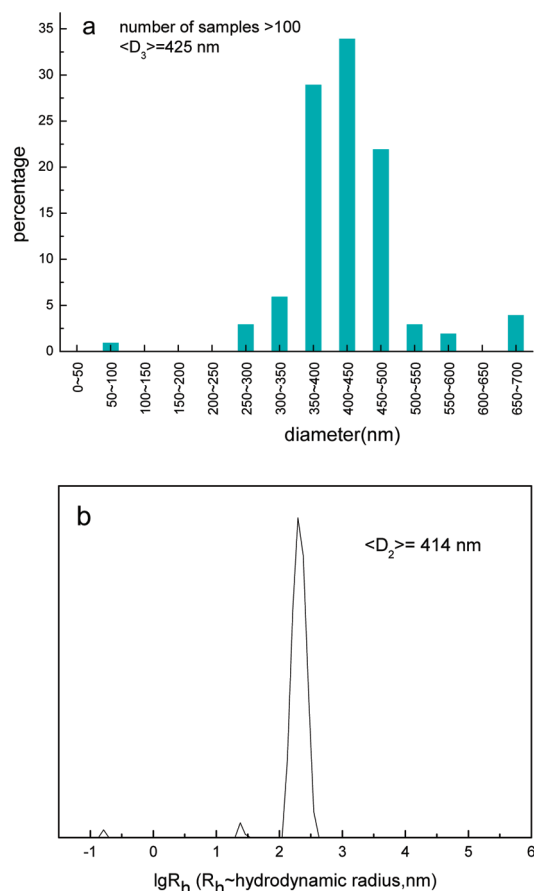 a
number of samples >100
<D₃>=425 nm
percentage
35
30
25
20
15
10
5
0
0~50
50~100
100~150
150~200
200~250
250~300
300~350
350~400
400~450
450~500
500~550
550~600
600~650
650~700
diameter(nm)
b
<D₂>= 414 nm
-1 0 1 2 3 4 5 6
lgRₕ (Rₕ~hydrodynamic radius,nm)